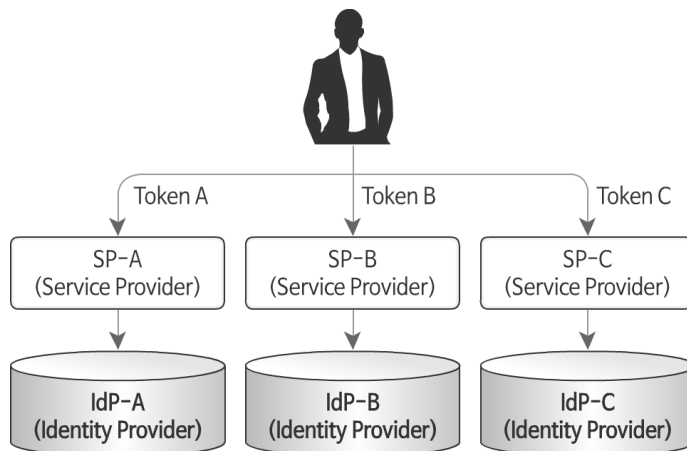 Token A
Token B
Token C
SP-A
(Service Provider)
SP-B
(Service Provider)
SP-C
(Service Provider)
IdP-A
(Identity Provider)
IdP-B
(Identity Provider)
IdP-C
(Identity Provider)